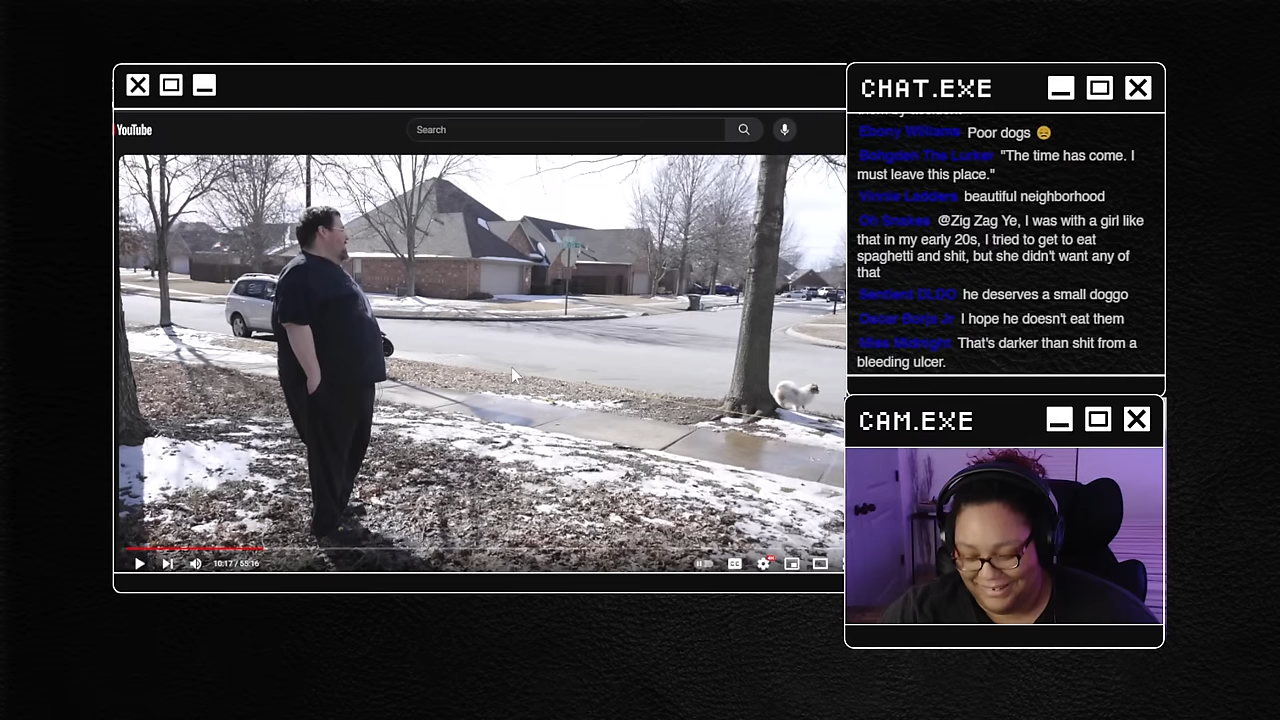 YouTube
Search
10:17 / 55:16
CC
CHAT.EXE
Ebony Williams Poor dogs 😔
"The time has come. I
must leave this place."
beautiful neighborhood
@Zig Zag Ye, I was with a girl like
that in my early 20s, I tried to get to eat
spaghetti and shit, but she didn't want any of
that
he deserves a small doggo
I hope he doesn't eat them
That's darker than shit from a
bleeding ulcer.
CAM.EXE